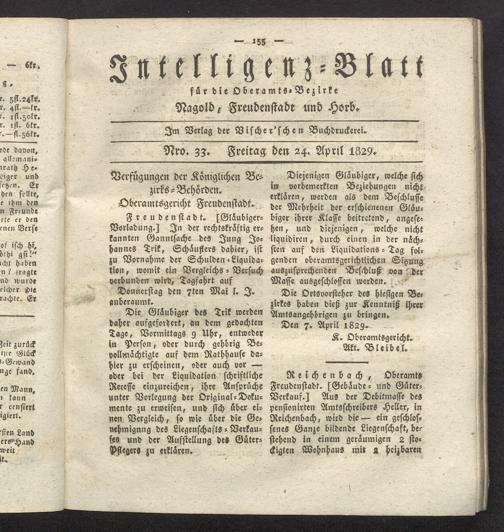 — 155 —
Intelligenz-Blatt
für die Oberamts-Bezirke
Nagold, Freudenstadt und Horb.
Im Verlag der Vischer'schen Buchdruckerei.
Nro. 33. Freitag den 24. April 1829.
Verfügungen der Königlichen Be-
zirks-Behörden.
Oberamtsgericht Freudenstadt.
Freudenstadt. [Gläubiger-
Vorladung.] In der rechtskräftig er-
kannten Ganntsache des Jung Jo-
hannes Trik, Schäuflers dahier, ist
zu Vornahme der Schulden-Liquida-
tion, womit ein Vergleichs-Versuch
verbunden wird, Tagfahrt auf
Donnerstag den 7ten Mai l. J.
anberaumt.
Die Gläubiger des Trik werden
daher aufgefordert, an dem gedachten
Tage, Vormittags 9 Uhr, entweder
in Person, oder durch gehörig Be-
vollmächtigte auf dem Rathhause da-
hier zu erscheinen, oder auch vor —
oder bei der Liquidation schriftliche
Recesse einzureichen, ihre Ansprüche
unter Vorlegung der Original-Doku-
mente zu erweisen, und sich über ei-
nen Vergleich, so wie über die Ge-
nehmigung des Liegenschafts-Verkau-
fes und der Aufstellung des Güter-
Pflegers zu erklären.
Diejenigen Gläubiger, welche sich
in vorbemerkten Beziehungen nicht
erklären, werden als dem Beschlusse
der Mehrheit der erschienenen Gläu-
biger ihrer Klasse beitretend, angese-
hen, und diejenigen, welche nicht
liquidiren, durch einen in der näch-
sten auf den Liquidations-Tag fol-
genden oberamtsgerichtlichen Sizung
auszusprechenden Beschluß von der
Masse ausgeschlossen werden.
Die Ortsvorsteher des hiesigen Be-
zirkes haben dieß zur Kenntniß ihrer
Amtsangehörigen zu bringen.
Den 7. April 1829.
K. Oberamtsgericht.
Akt. Bleibel.
Reichenbach, Oberamts
Freudenstadt. [Gebäude- und Güter-
Verkauf.] Aus der Debitmasse des
pensionirten Amtsschreibers Heller, in
Reichenbach, wird die — ein geschlos-
senes Ganze bildende Liegenschaft, be-
stehend in einem geräumigen 2 sto-
ckigten Wohnhaus mit 2 heizbaren